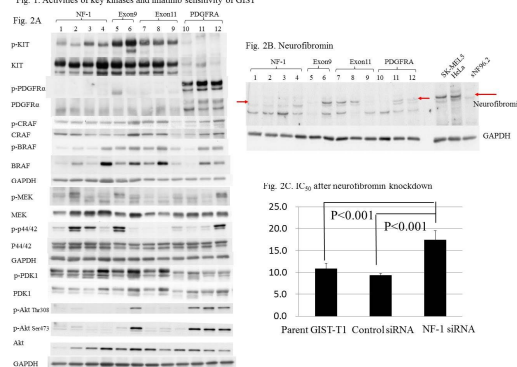 Fig. 1. Activities of key kinases and imatinib sensitivity of GIST
Fig. 2A
NF-1 Exon9 Exon11 PDGFRA
1 2 3 4 5 6 7 8 9 10 11 12
p-KIT
KIT
p-PDGFRα
PDGFRα
p-CRAF
CRAF
p-BRAF
BRAF
GAPDH
p-MEK
MEK
p-p44/42
P44/42
GAPDH
p-PDK1
PDK1
p-Akt Thr308
p-Akt Ser473
Akt
GAPDH
Fig. 2B. Neurofibromin
NF-1 Exon9 Exon11 PDGFRA
1 2 3 4 5 6 7 8 9 10 11 12
SK-MEL5
HeLa
sNF96.2
Neurofibromin
GAPDH
Fig. 2C. IC50 after neurofibromin knockdown
25.0
20.0
15.0
10.0
5.0
0.0
P<0.001
P<0.001
Parent GIST-T1 Control siRNA NF-1 siRNA